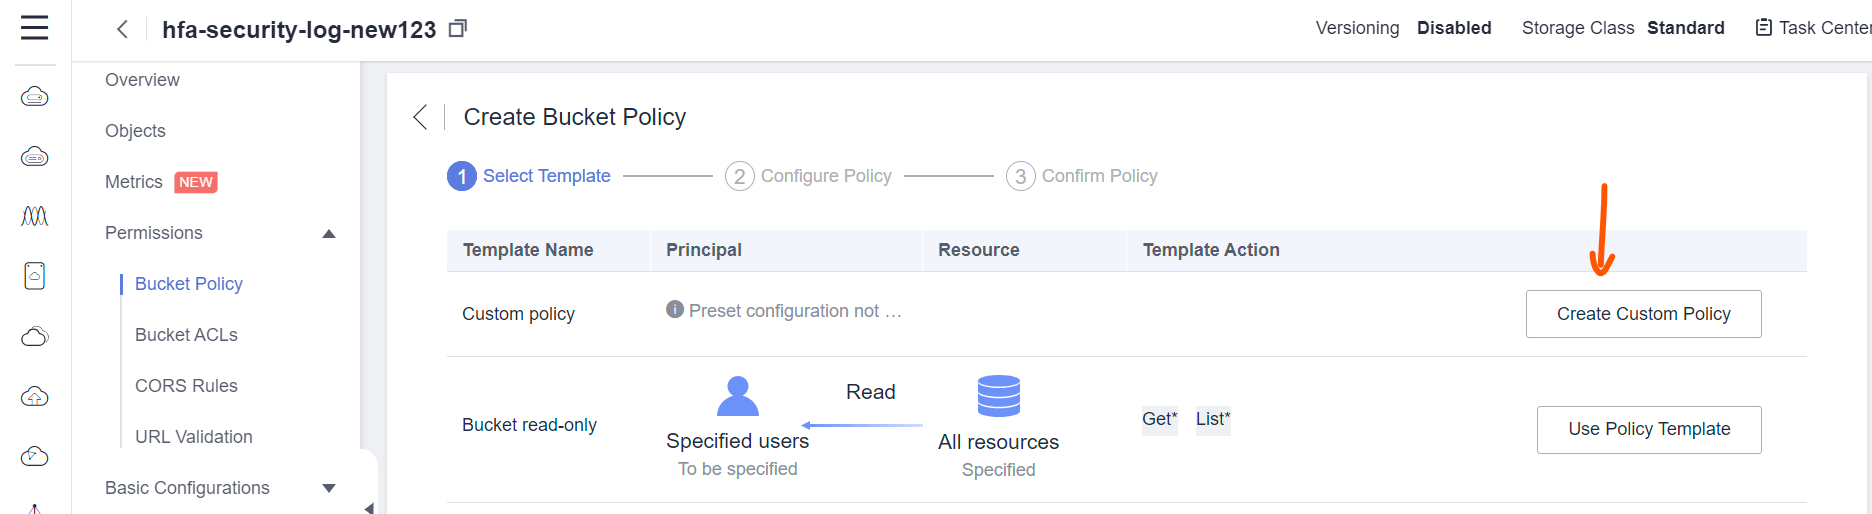 hfa-security-log-new123
Versioning Disabled Storage Class Standard Task Center
Overview
Objects
Metrics NEW
Permissions
Bucket Policy
Bucket ACLs
CORS Rules
URL Validation
Basic Configurations
Create Bucket Policy
1 Select Template 2 Configure Policy 3 Confirm Policy
Template Name Principal Resource Template Action
Custom policy Preset configuration not … Create Custom Policy
Read
Bucket read-only Get* List* Use Policy Template
Specified users All resources
To be specified Specified